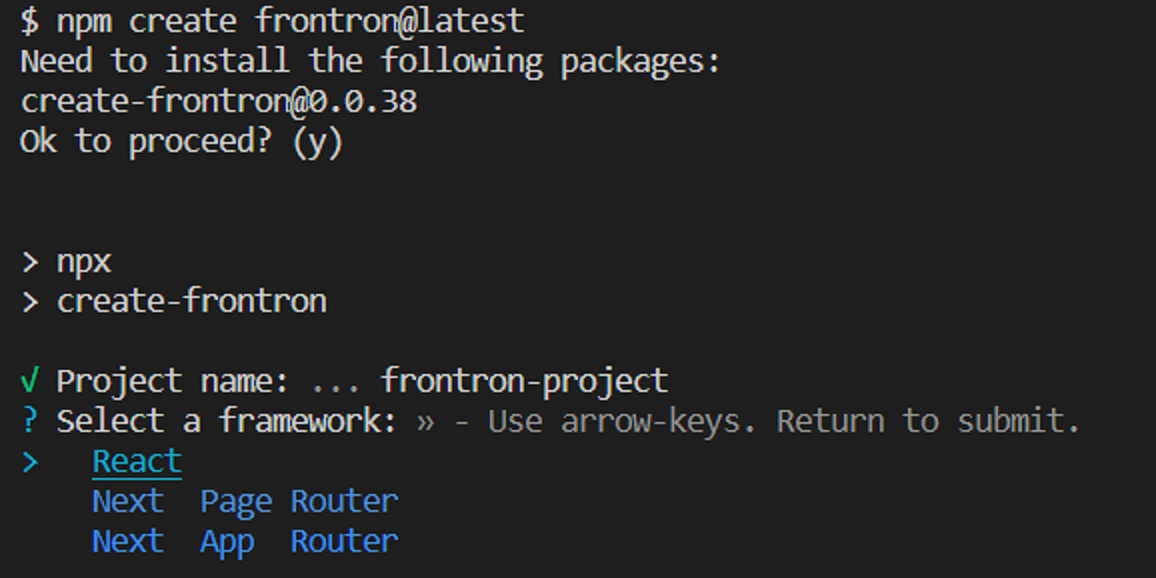 $ npm create frontron@latest
Need to install the following packages:
create-frontron@0.0.38
Ok to proceed? (y)
> npx
> create-frontron
√ Project name: ... frontron-project
? Select a framework: » - Use arrow-keys. Return to submit.
>   React
    Next  Page Router
    Next  App  Router